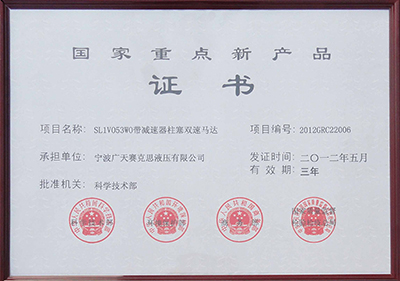 国家重点新产品
证书
项目名称: SL1V053W0带减速器柱塞双速马达 项目编号: 2012GRC22006
承担单位: 宁波广天赛克思液压有限公司 发证时间: 二〇一二年五月
有效期: 三年
批准机关: 科学技术部